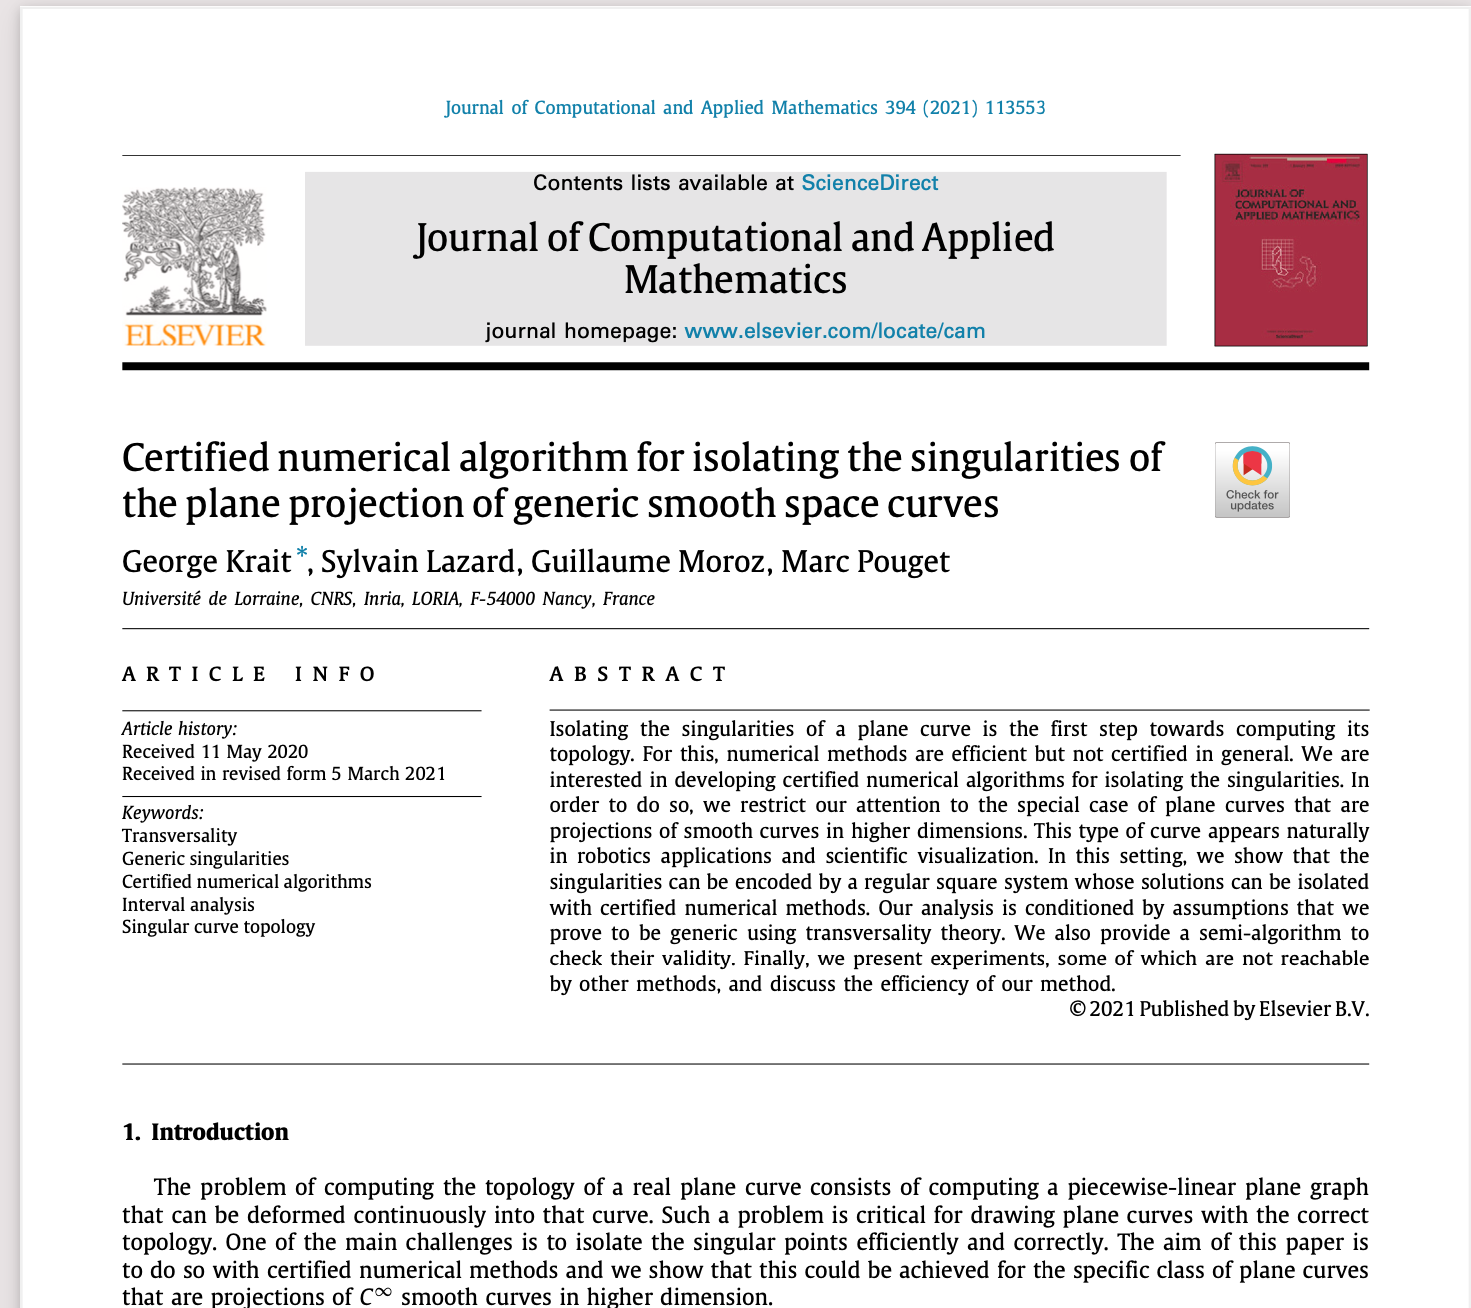 Journal of Computational and Applied Mathematics 394 (2021) 113553
Contents lists available at ScienceDirect
Journal of Computational and Applied
Mathematics
journal homepage: www.elsevier.com/locate/cam
ELSEVIER
JOURNAL OF
COMPUTATIONAL AND
APPLIED MATHEMATICS
Certified numerical algorithm for isolating the singularities of
the plane projection of generic smooth space curves
Check for
updates
George Krait*, Sylvain Lazard, Guillaume Moroz, Marc Pouget
Université de Lorraine, CNRS, Inria, LORIA, F-54000 Nancy, France
ARTICLE INFO
Article history:
Received 11 May 2020
Received in revised form 5 March 2021
Keywords:
Transversality
Generic singularities
Certified numerical algorithms
Interval analysis
Singular curve topology
ABSTRACT
Isolating the singularities of a plane curve is the first step towards computing its
topology. For this, numerical methods are efficient but not certified in general. We are
interested in developing certified numerical algorithms for isolating the singularities. In
order to do so, we restrict our attention to the special case of plane curves that are
projections of smooth curves in higher dimensions. This type of curve appears naturally
in robotics applications and scientific visualization. In this setting, we show that the
singularities can be encoded by a regular square system whose solutions can be isolated
with certified numerical methods. Our analysis is conditioned by assumptions that we
prove to be generic using transversality theory. We also provide a semi-algorithm to
check their validity. Finally, we present experiments, some of which are not reachable
by other methods, and discuss the efficiency of our method.
© 2021 Published by Elsevier B.V.
1. Introduction
The problem of computing the topology of a real plane curve consists of computing a piecewise-linear plane graph
that can be deformed continuously into that curve. Such a problem is critical for drawing plane curves with the correct
topology. One of the main challenges is to isolate the singular points efficiently and correctly. The aim of this paper is
to do so with certified numerical methods and we show that this could be achieved for the specific class of plane curves
that are projections of C∞ smooth curves in higher dimension.